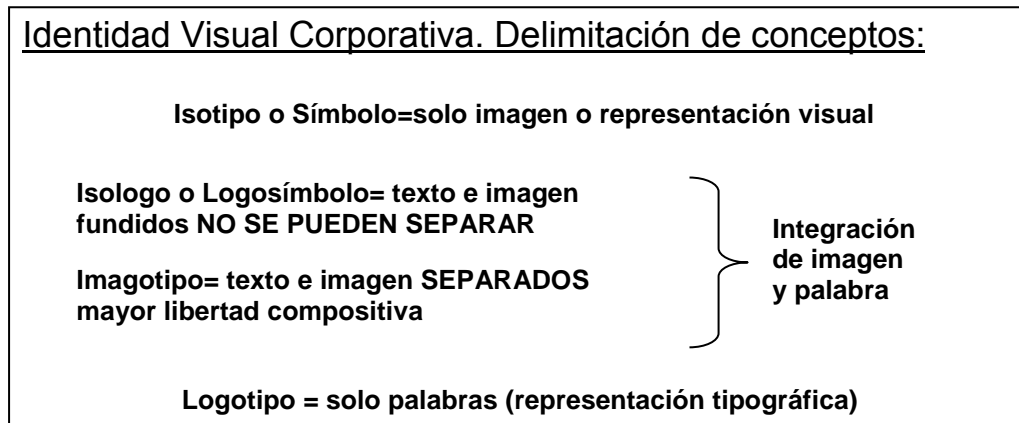 Identidad Visual Corporativa. Delimitación de conceptos:
Isotipo o Símbolo=solo imagen o representación visual
Isologo o Logosímbolo= texto e imagen
fundidos NO SE PUEDEN SEPARAR
Imagotipo= texto e imagen SEPARADOS
mayor libertad compositiva
Integración
de imagen
y palabra
Logotipo = solo palabras (representación tipográfica)